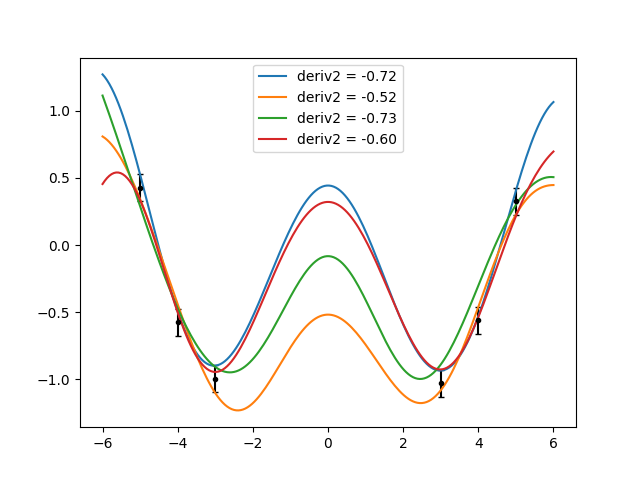 deriv2 = -0.72
deriv2 = -0.52
deriv2 = -0.73
deriv2 = -0.60
1.0
0.5
0.0
−0.5
−1.0
−6 −4 −2 0 2 4 6